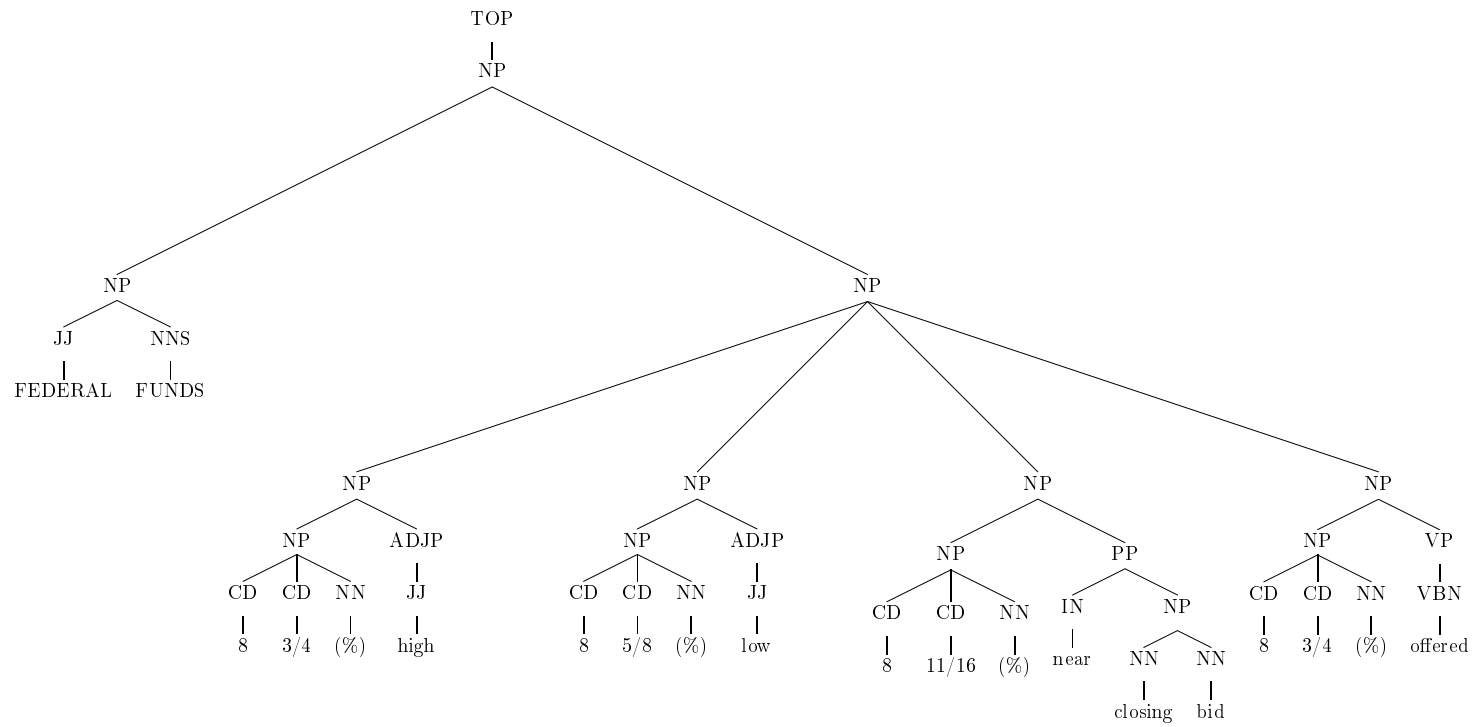 TOP
NP
NP NP
JJ NNS
FEDERAL FUNDS
NP NP NP NP
NP ADJP NP ADJP NP PP NP VP
CD CD NN JJ CD CD NN JJ CD CD NN IN NP CD CD NN VBN
8 3/4 (%) high 8 5/8 (%) low 8 11/16 (%) near NN NN 8 3/4 (%) offered
closing bid